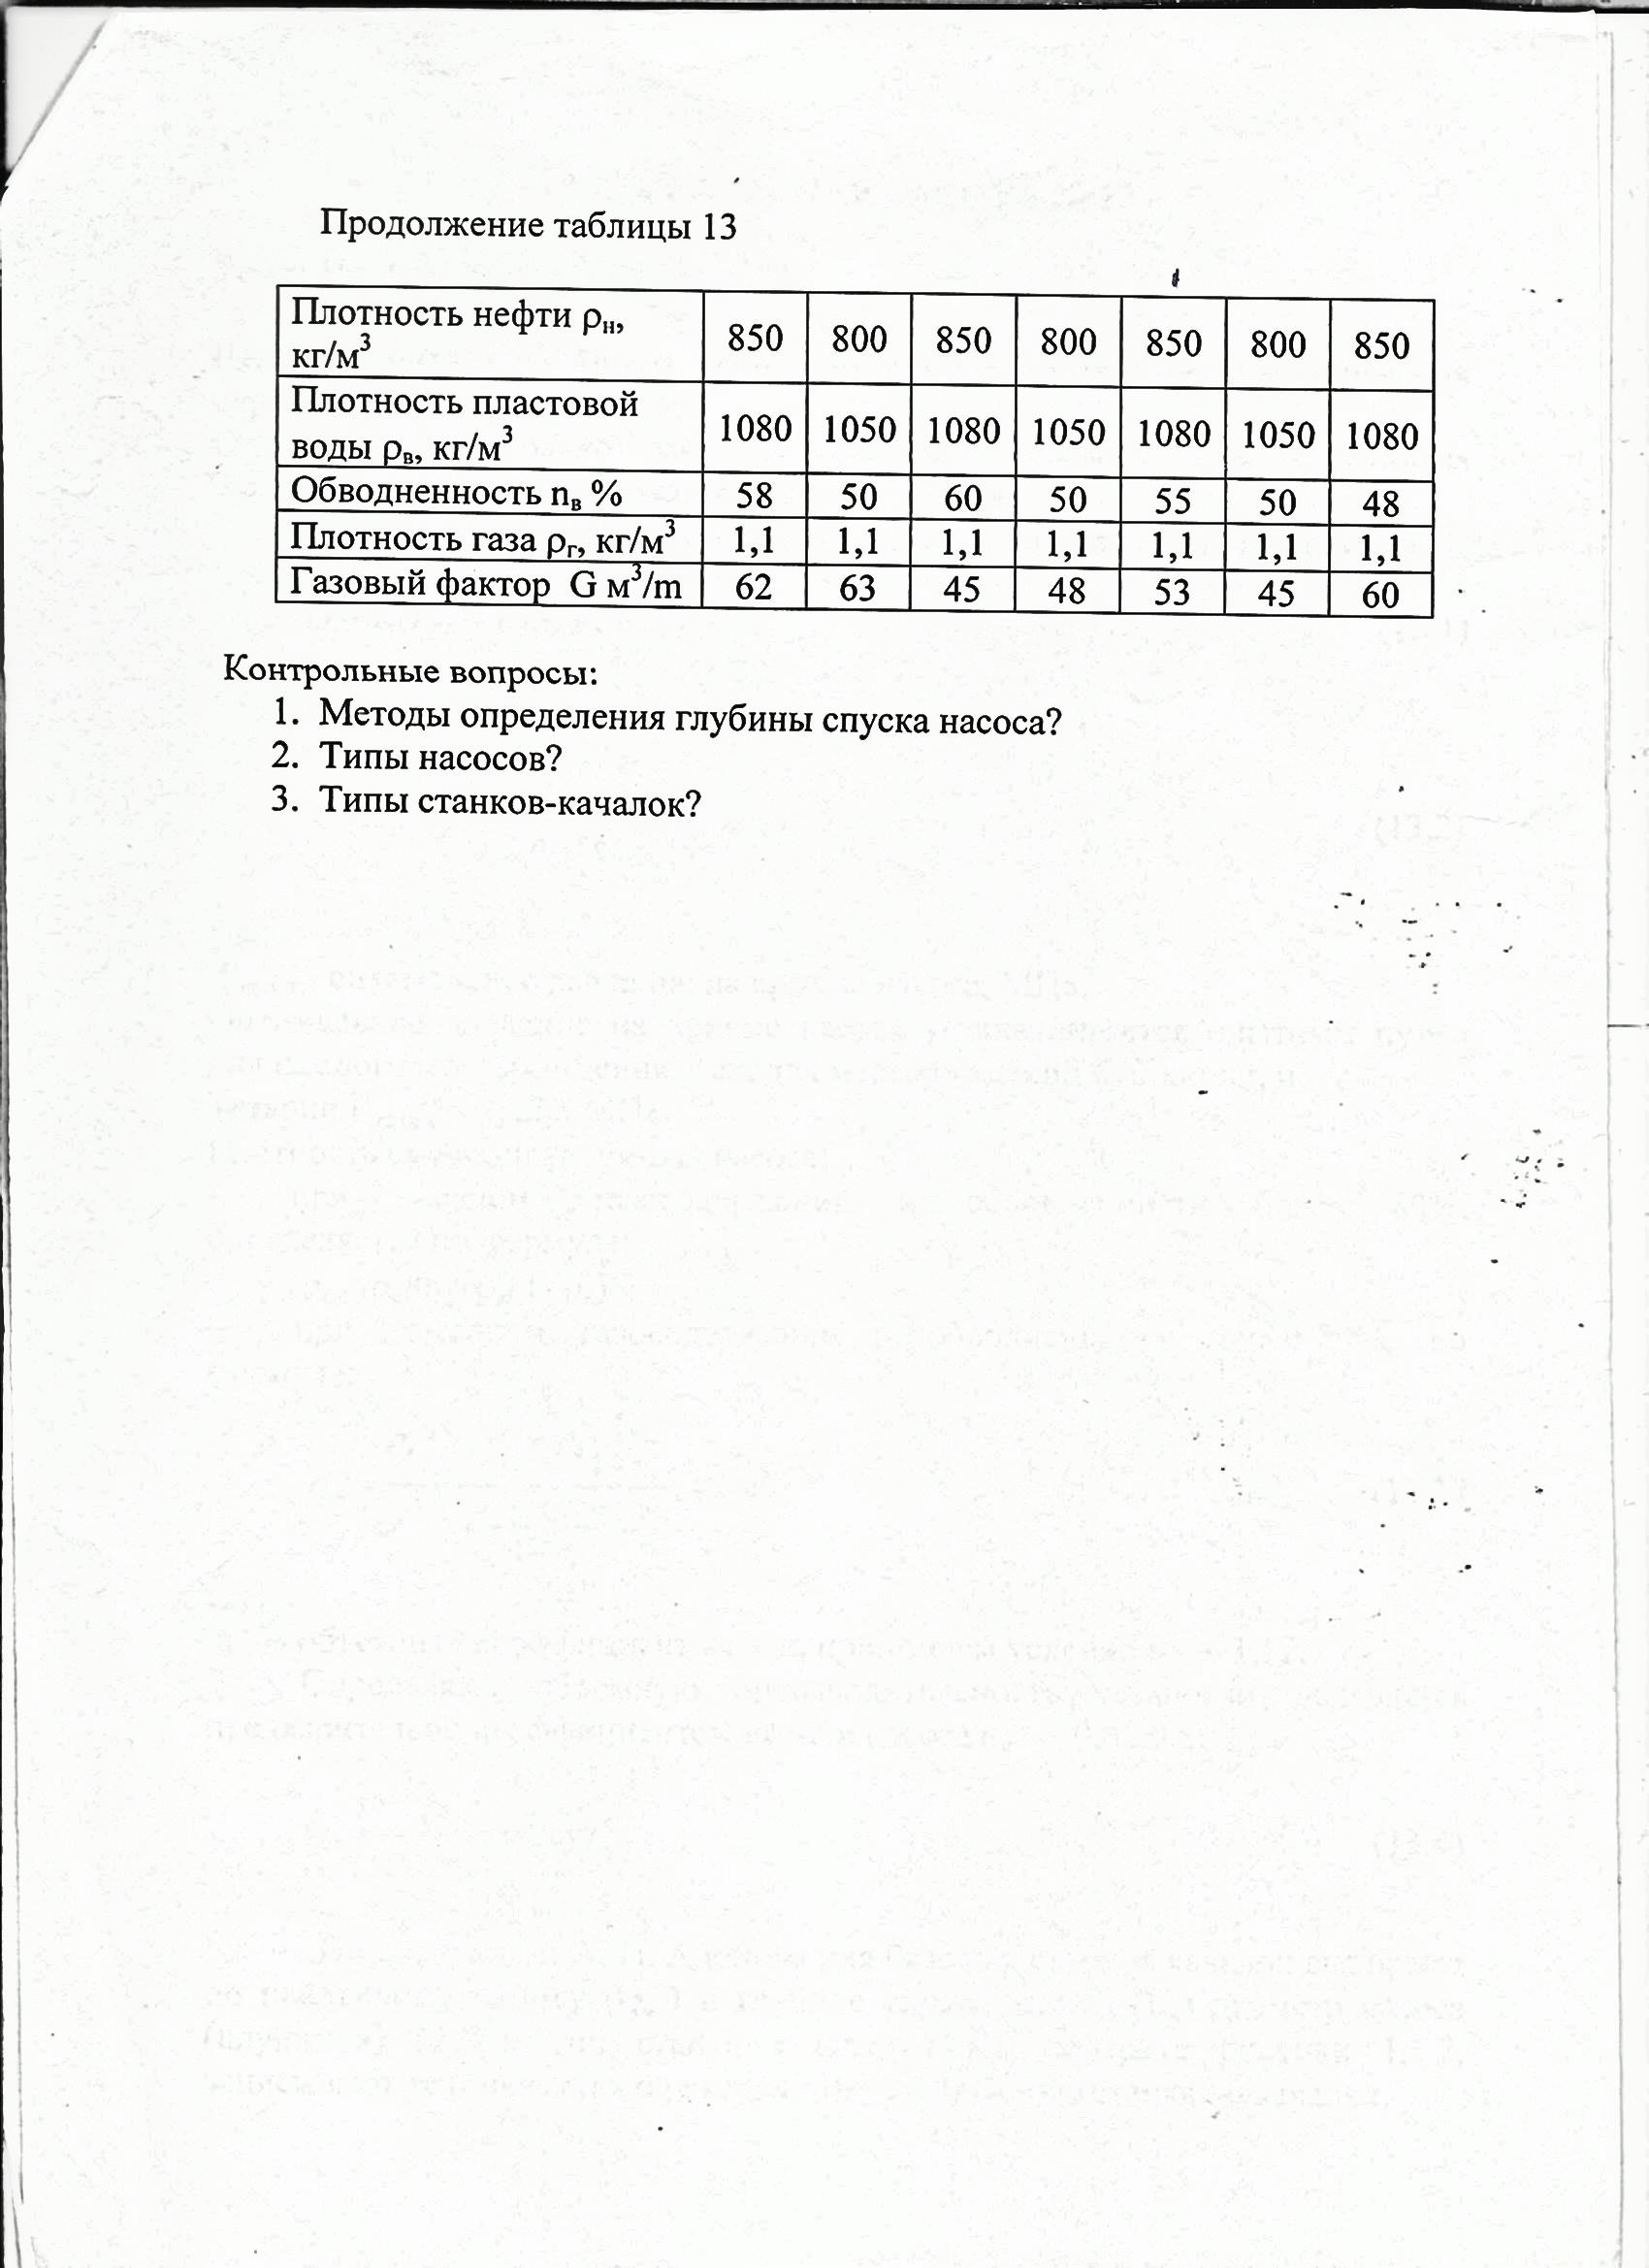 Продолжение таблицы 13
Плотность нефти ρн, кг/м³ 850 800 850 800 850 800 850
Плотность пластовой воды ρв, кг/м³ 1080 1050 1080 1050 1080 1050 1080
Обводненность nв % 58 50 60 50 55 50 48
Плотность газа ρг, кг/м³ 1,1 1,1 1,1 1,1 1,1 1,1 1,1
Газовый фактор G м³/m 62 63 45 48 53 45 60
Контрольные вопросы:
1. Методы определения глубины спуска насоса?
2. Типы насосов?
3. Типы станков-качалок?